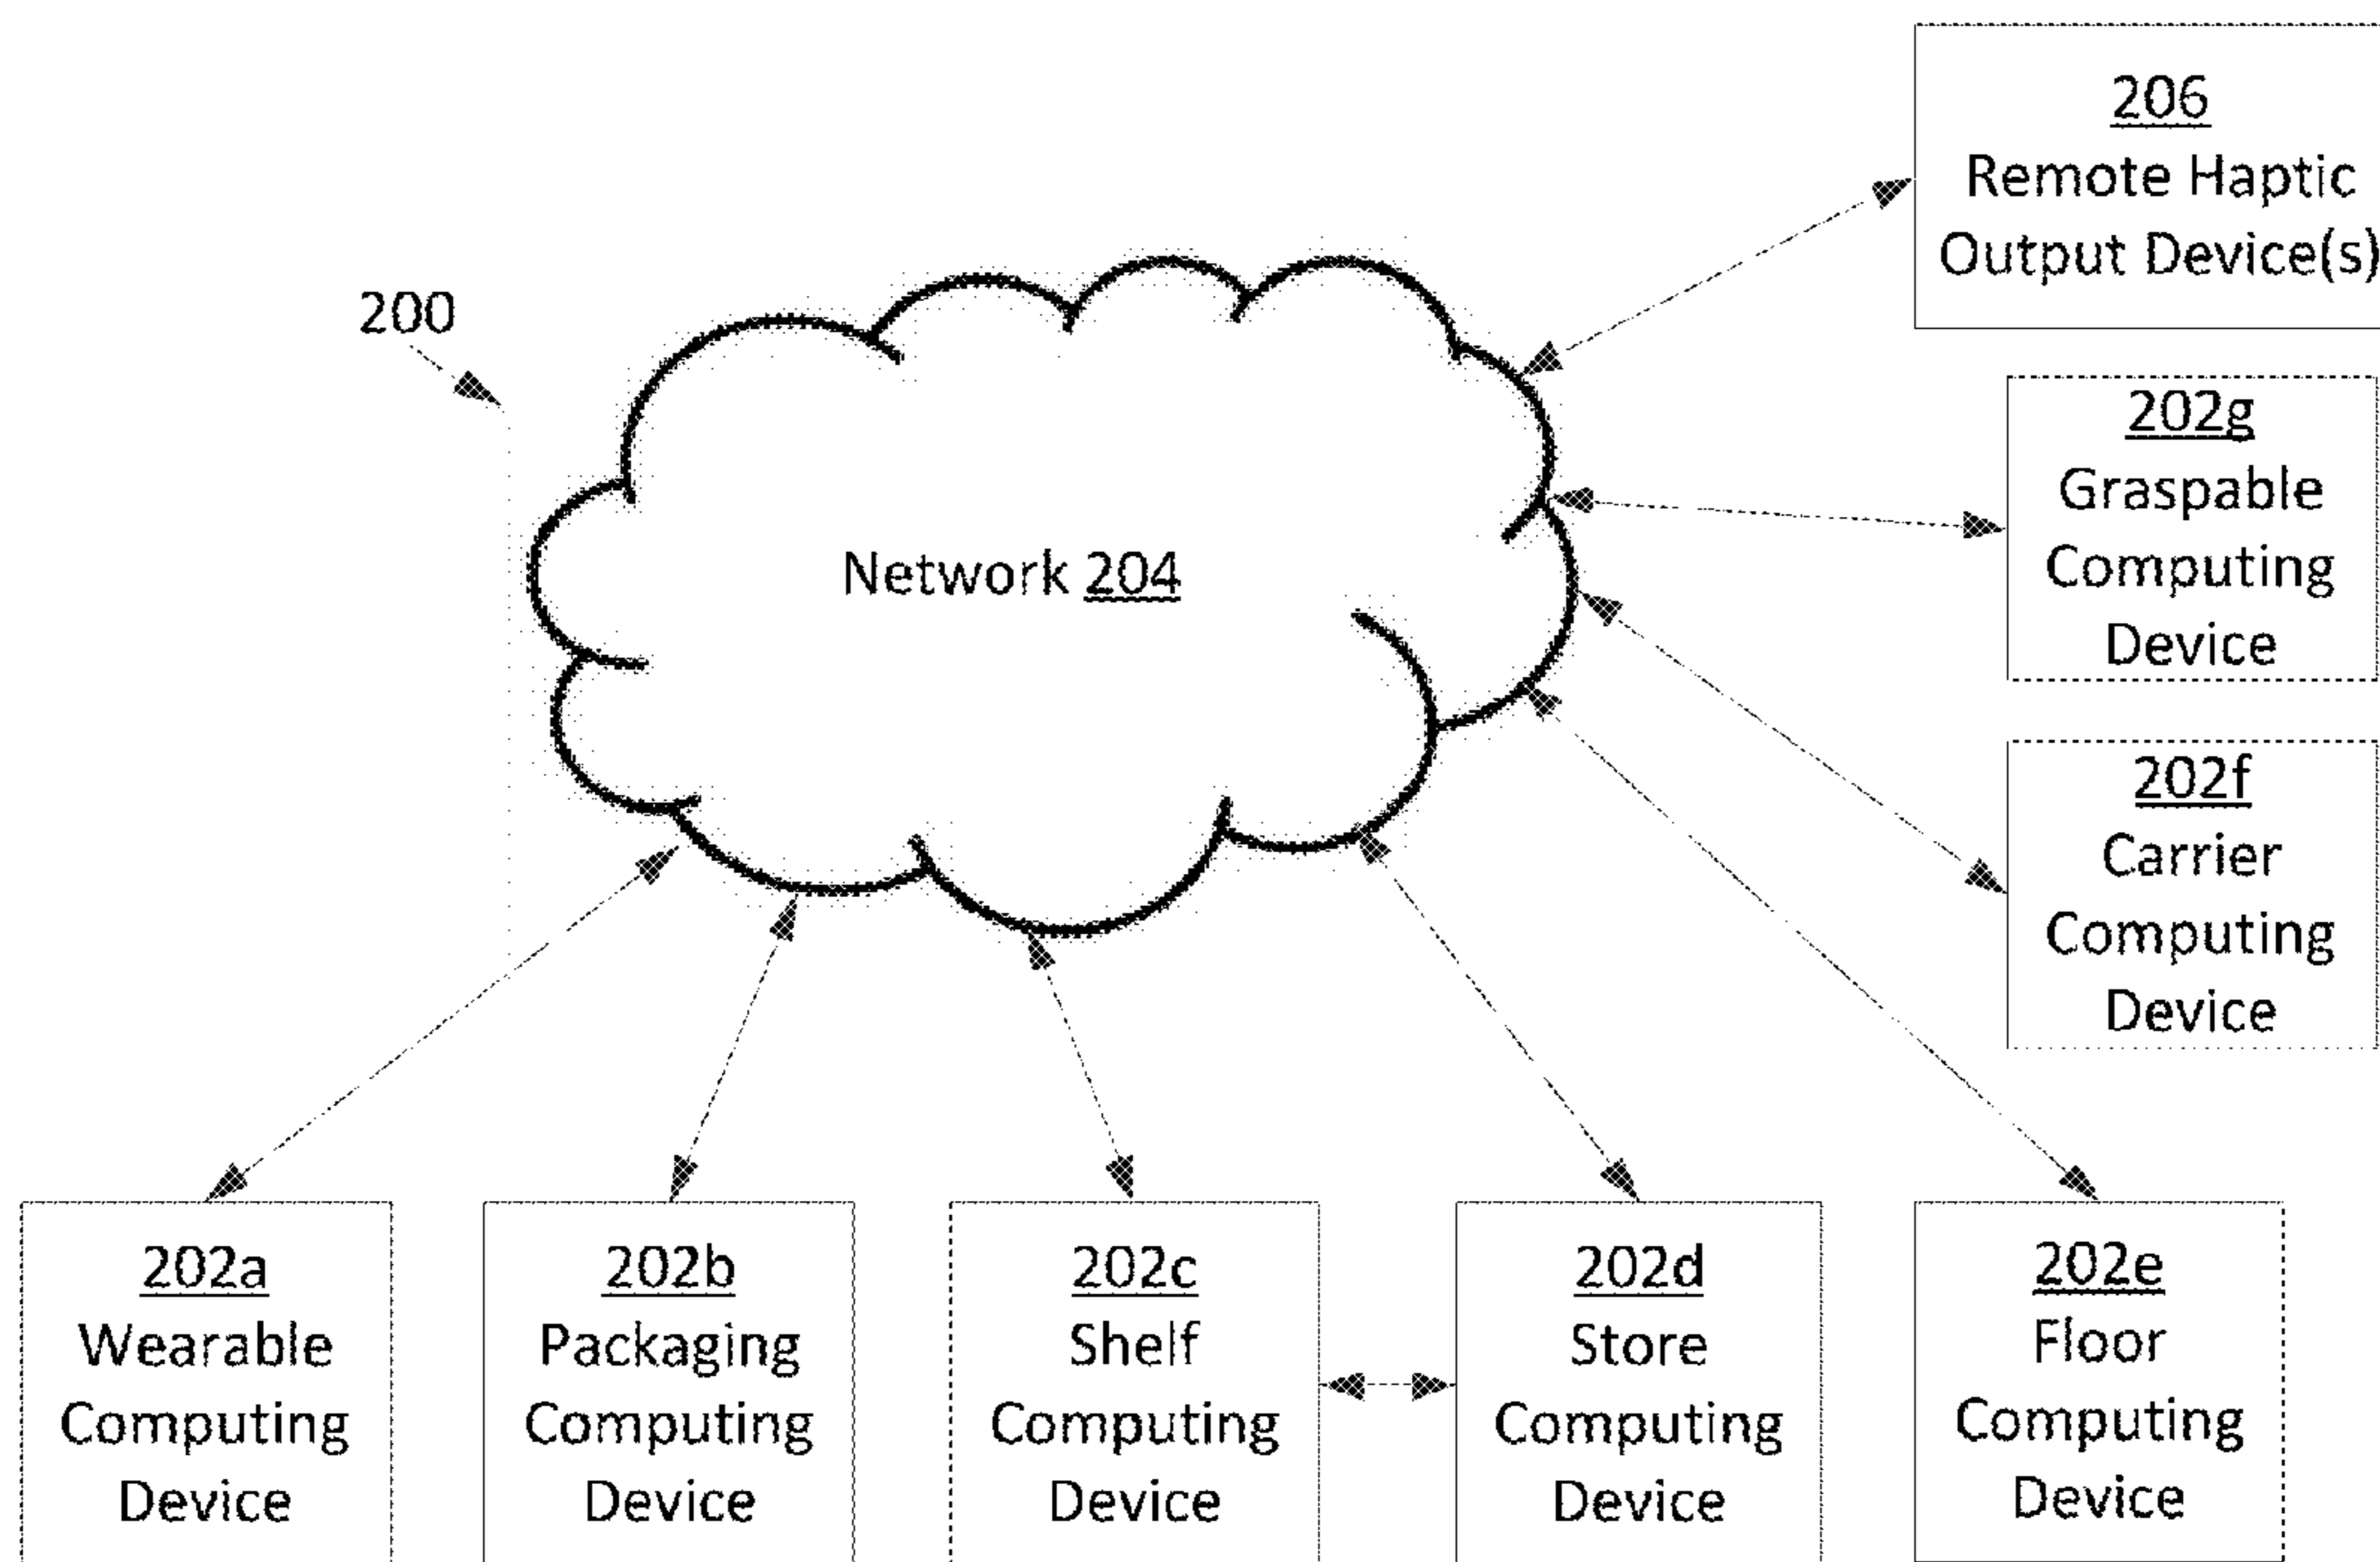 206
Remote Haptic
Output Device(s)
200
202g
Graspable
Computing
Device
Network 204
202f
Carrier
Computing
Device
202a
Wearable
Computing
Device
202b
Packaging
Computing
Device
202c
Shelf
Computing
Device
202d
Store
Computing
Device
202e
Floor
Computing
Device